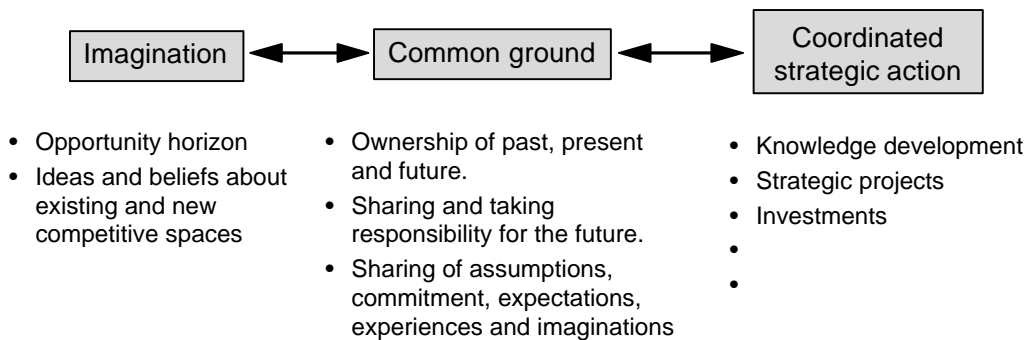 Imagination
Common ground
Coordinated
strategic action
• Opportunity horizon
• Ideas and beliefs about
existing and new
competitive spaces
• Ownership of past, present
and future.
• Sharing and taking
responsibility for the future.
• Sharing of assumptions,
commitment, expectations,
experiences and imaginations
• Knowledge development
• Strategic projects
• Investments
•
•